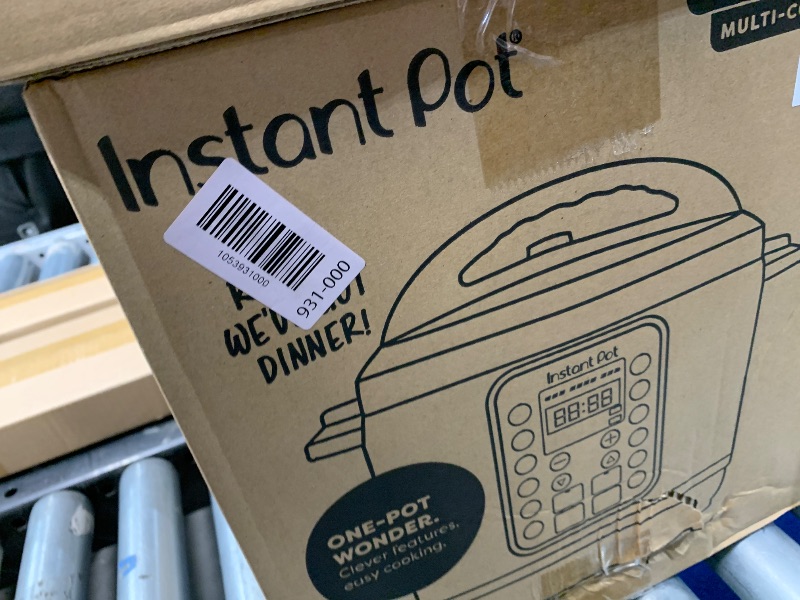 Instant Pot®
MULTI-CO
1053931000
931-000
WE'
DINNER!
Instant Pot
88:88
ONE-POT
WONDER.
Clever features,
easy cooking.